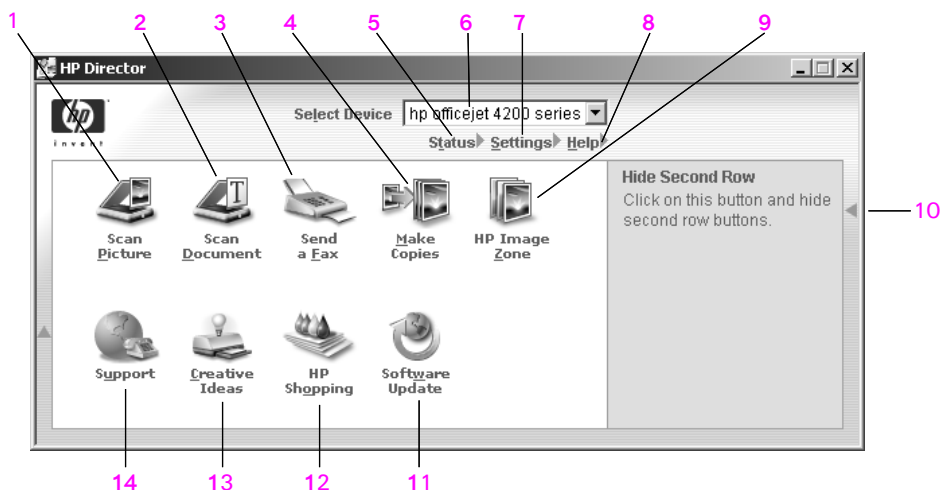 1 2 3 4 5 6 7 8 9
HP Director
hp
invent
Select Device hp officejet 4200 series
Status Settings Help
Hide Second Row
Click on this button and hide
second row buttons.
10
Scan
Picture
Scan
Document
Send
a Fax
Make
Copies
HP Image
Zone
Support
Creative
Ideas
HP
Shopping
Software
Update
14 13 12 11